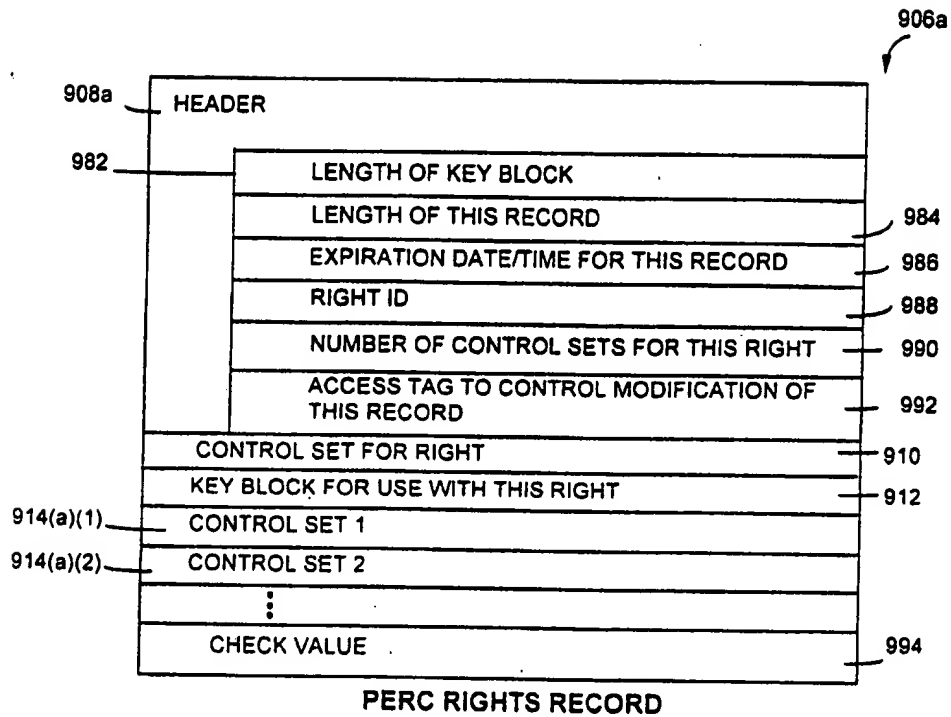 906a
908a
HEADER
982
LENGTH OF KEY BLOCK
LENGTH OF THIS RECORD
984
EXPIRATION DATE/TIME FOR THIS RECORD
986
RIGHT ID
988
NUMBER OF CONTROL SETS FOR THIS RIGHT
990
ACCESS TAG TO CONTROL MODIFICATION OF
THIS RECORD
992
CONTROL SET FOR RIGHT
910
KEY BLOCK FOR USE WITH THIS RIGHT
912
914(a)(1)
CONTROL SET 1
914(a)(2)
CONTROL SET 2
CHECK VALUE
994
PERC RIGHTS RECORD